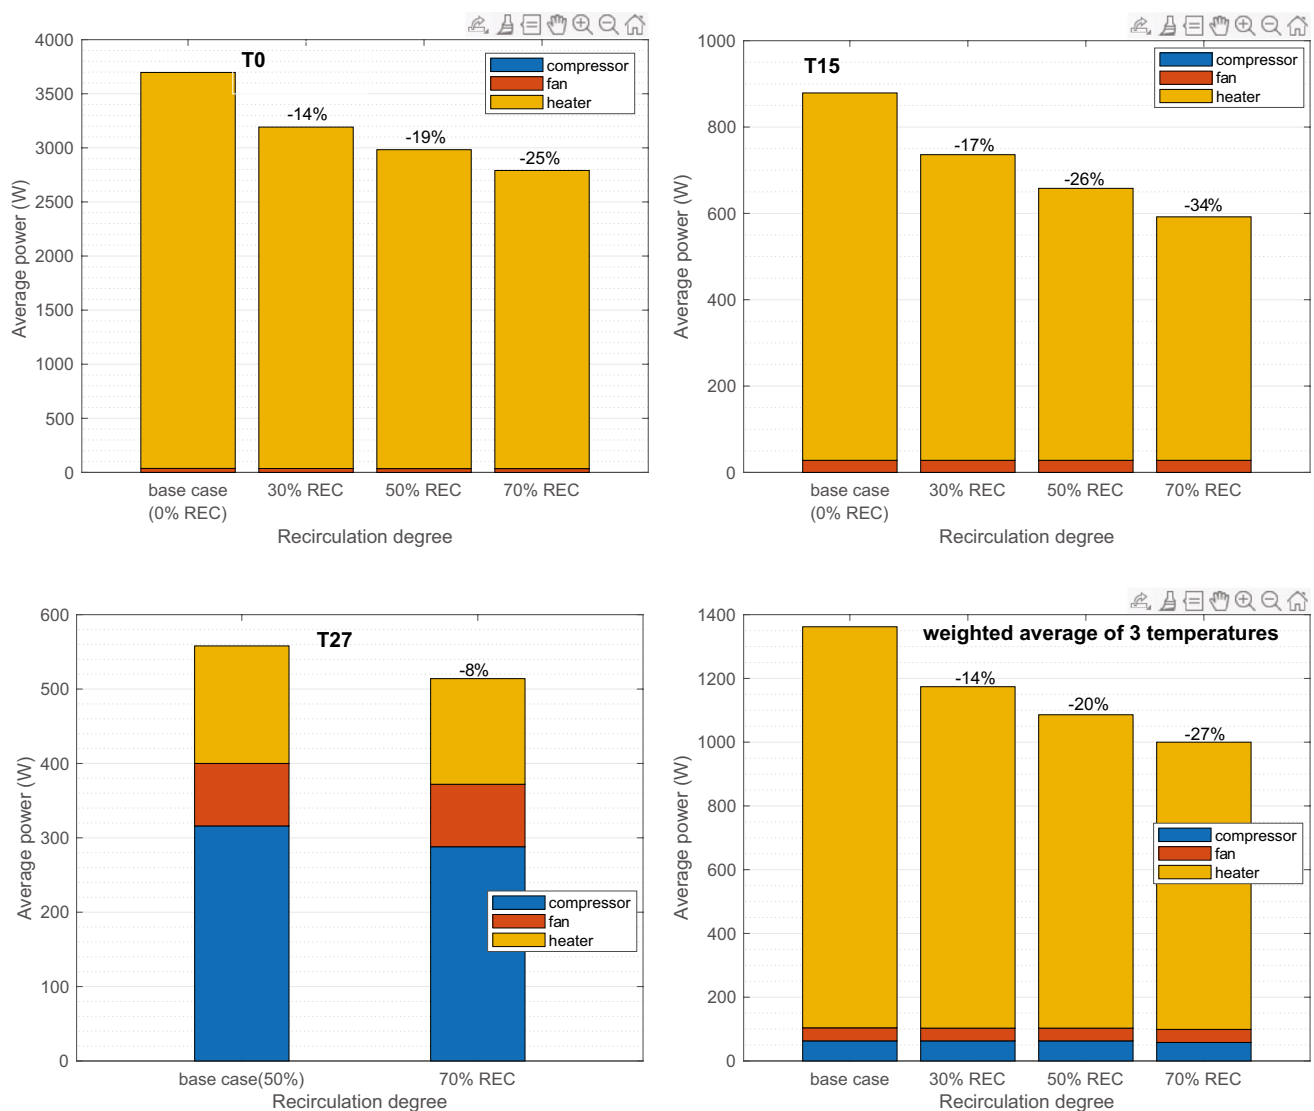 T0
compressor
fan
heater
-14%
-19%
-25%
4000
3500
3000
2500
2000
1500
1000
500
0
Average power (W)
base case
(0% REC)
30% REC
50% REC
70% REC
Recirculation degree
T15
compressor
fan
heater
-17%
-26%
-34%
1000
800
600
400
200
0
Average power (W)
base case
(0% REC)
30% REC
50% REC
70% REC
Recirculation degree
T27
-8%
compressor
fan
heater
600
500
400
300
200
100
0
Average power (W)
base case(50%)
70% REC
Recirculation degree
weighted average of 3 temperatures
-14%
-20%
-27%
compressor
fan
heater
1400
1200
1000
800
600
400
200
0
Average power (W)
base case
30% REC
50% REC
70% REC
Recirculation degree